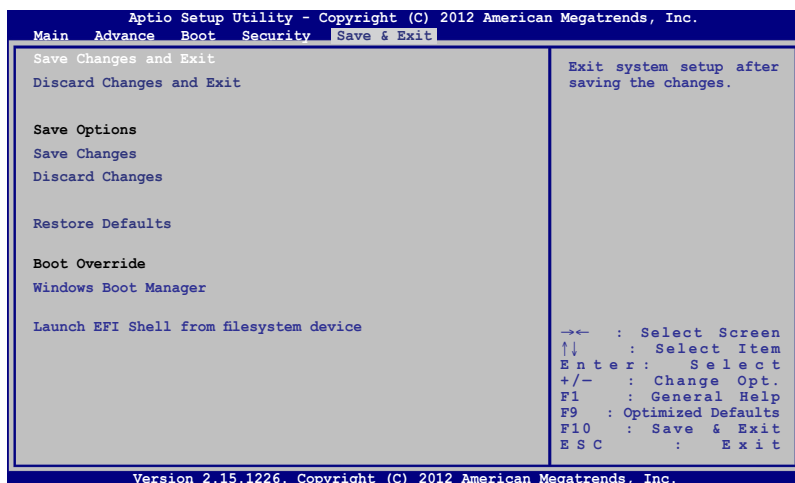 Aptio Setup Utility - Copyright (C) 2012 American Megatrends, Inc.
Main Advance Boot Security Save & Exit
Save Changes and Exit
Discard Changes and Exit
Save Options
Save Changes
Discard Changes
Restore Defaults
Boot Override
Windows Boot Manager
Launch EFI Shell from filesystem device
Exit system setup after
saving the changes.
→← : Select Screen
↑↓ : Select Item
Enter: Select
+/— : Change Opt.
F1 : General Help
F9 : Optimized Defaults
F10 : Save & Exit
ESC : Exit
Version 2.15.1226. Copyright (C) 2012 American Megatrends, Inc.